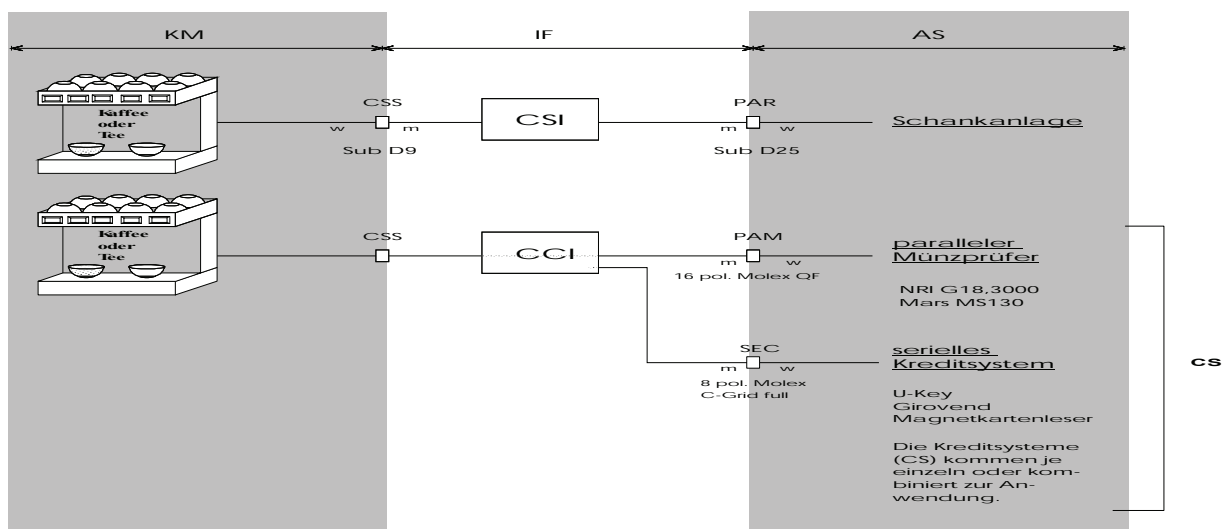 KM
IF
AS
Kaffee
oder
Tee
CSS
w
m
Sub D9
CSI
PAR
m
w
Sub D25
Schankanlage
Kaffee
oder
Tee
CSS
CCI
PAM
m
w
16 pol. Molex QF
paralleler
Münzprüfer
NRI G18,3000
Mars MS130
SEC
m
w
8 pol. Molex
C-Grid full
serielles
Kreditsystem
U-Key
Girovend
Magnetkartenleser
Die Kreditsysteme
(CS) kommen je
einzeln oder kom-
biniert zur An-
wendung.
CS